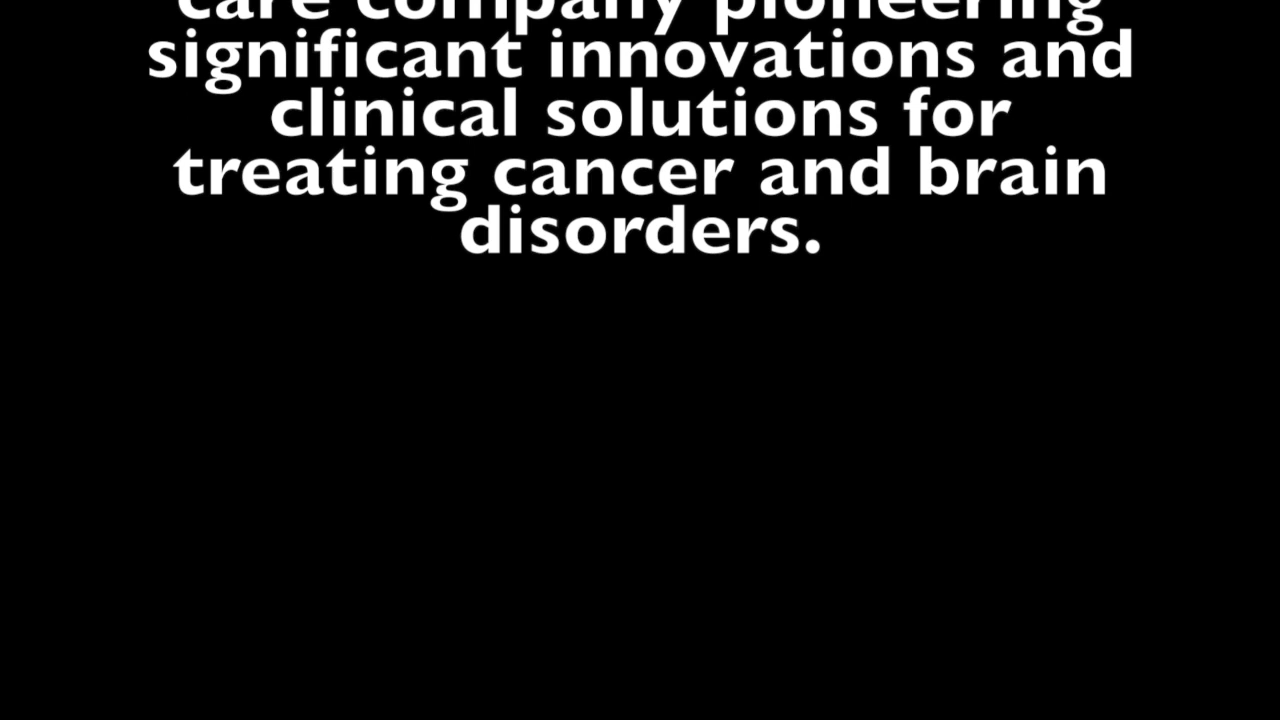 care company pioneering
significant innovations and
clinical solutions for
treating cancer and brain
disorders.